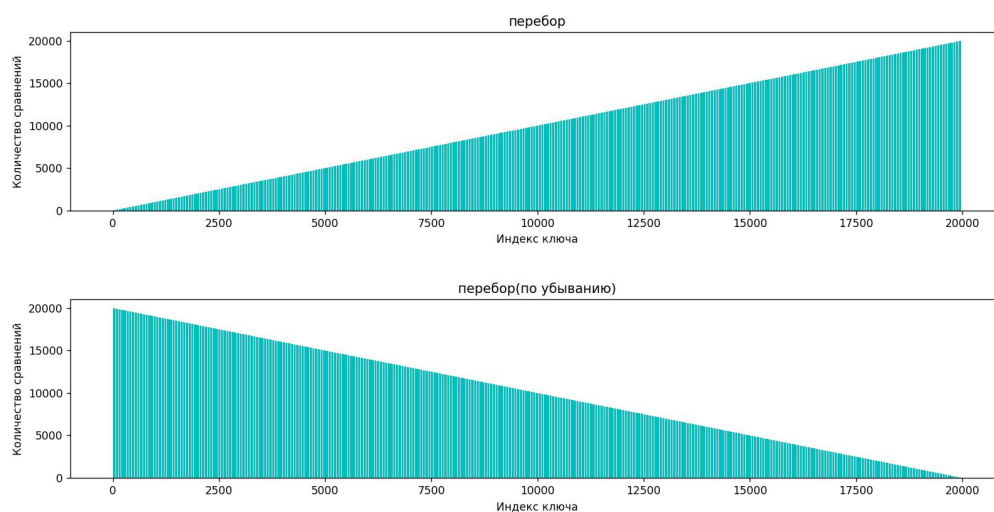 перебор
20000
15000
10000
5000
0
Количество сравнений
0 2500 5000 7500 10000 12500 15000 17500 20000
Индекс ключа
перебор(по убыванию)
20000
15000
10000
5000
0
Количество сравнений
0 2500 5000 7500 10000 12500 15000 17500 20000
Индекс ключа